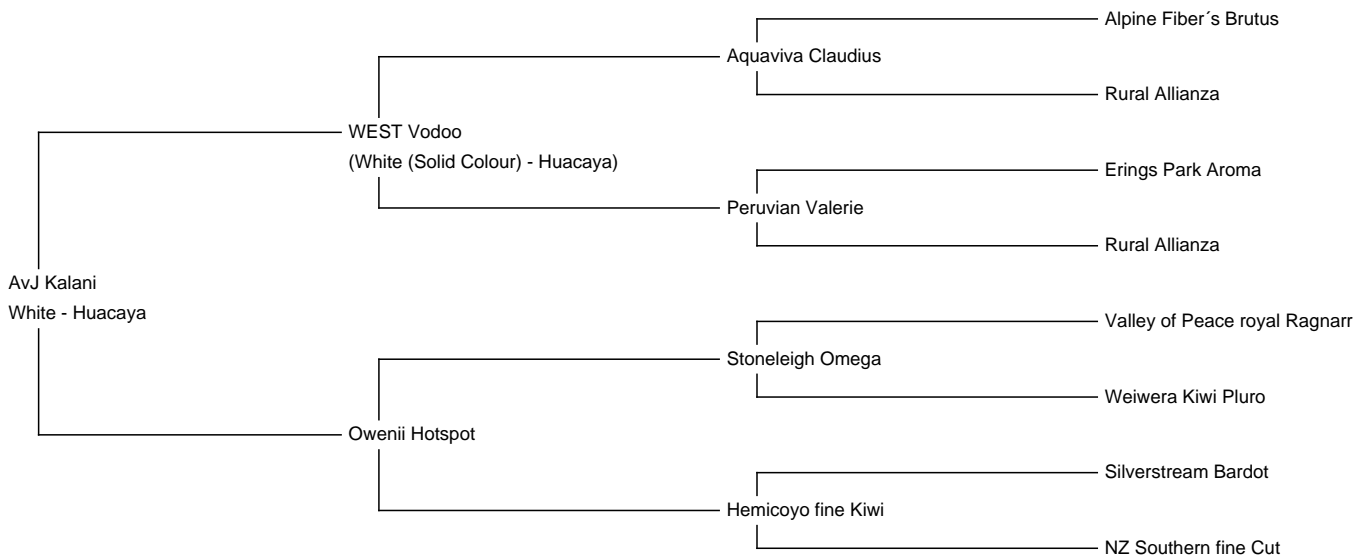 Alpine Fiber´s Brutus
Aquaviva Claudius
Rural Allianza
WEST Vodoo
(White (Solid Colour) - Huacaya)
Erings Park Aroma
Peruvian Valerie
Rural Allianza
AvJ Kalani
White - Huacaya
Valley of Peace royal Ragnarr
Stoneleigh Omega
Weiwera Kiwi Pluro
Owenii Hotspot
Silverstream Bardot
Hemicoyo fine Kiwi
NZ Southern fine Cut